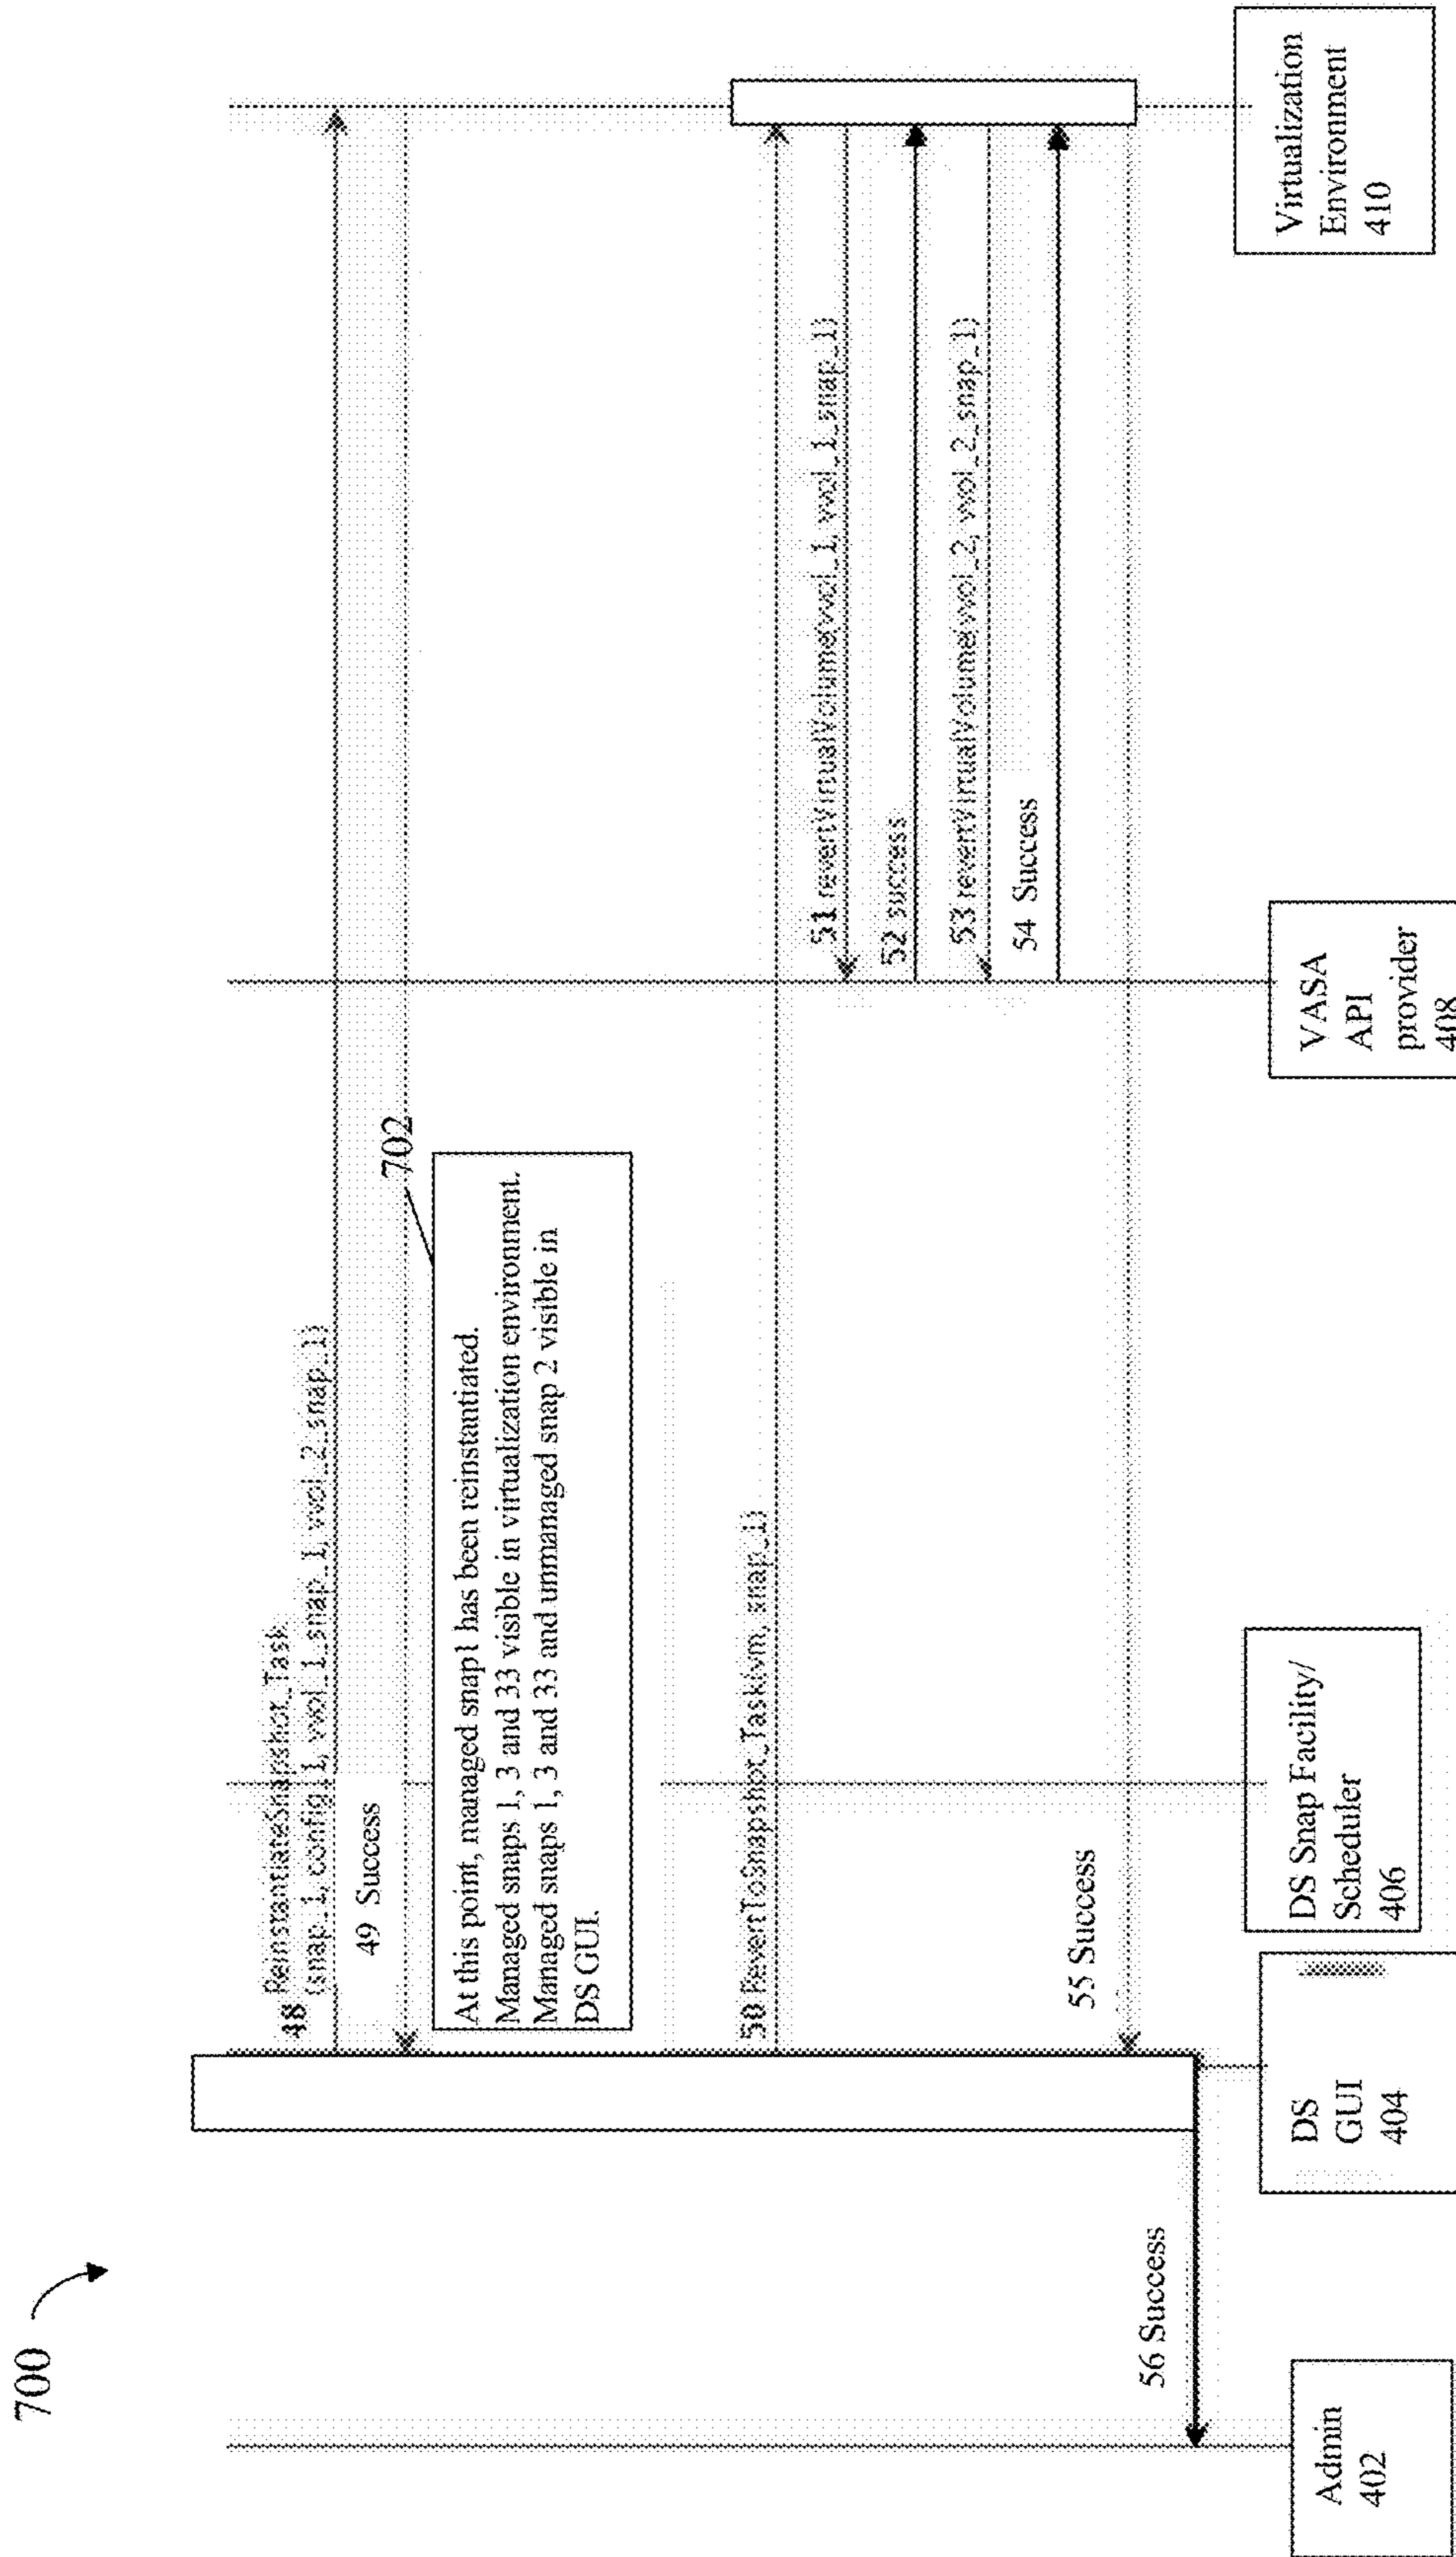 700
48 ReinstantiateSnapshot_Task
(snap_1, config_1, vvol_1_snap_1, vvol_2_snap_1)
49 Success
702
At this point, managed snap1 has been reinstantiated.
Managed snaps 1, 3 and 33 visible in virtualization environment.
Managed snaps 1, 3 and 33 and unmanaged snap 2 visible in
DS GUI.
50 RevertToSnapshot_Task(vm, snap_1)
51 revertVirtualVolume(vvol_1, vvol_1_snap_1)
52 success
53 revertVirtualVolume(vvol_2, vvol_2_snap_1)
54 Success
55 Success
56 Success
Admin
402
DS
GUI
404
DS Snap Facility/
Scheduler
406
VASA
API
provider
408
Virtualization
Environment
410